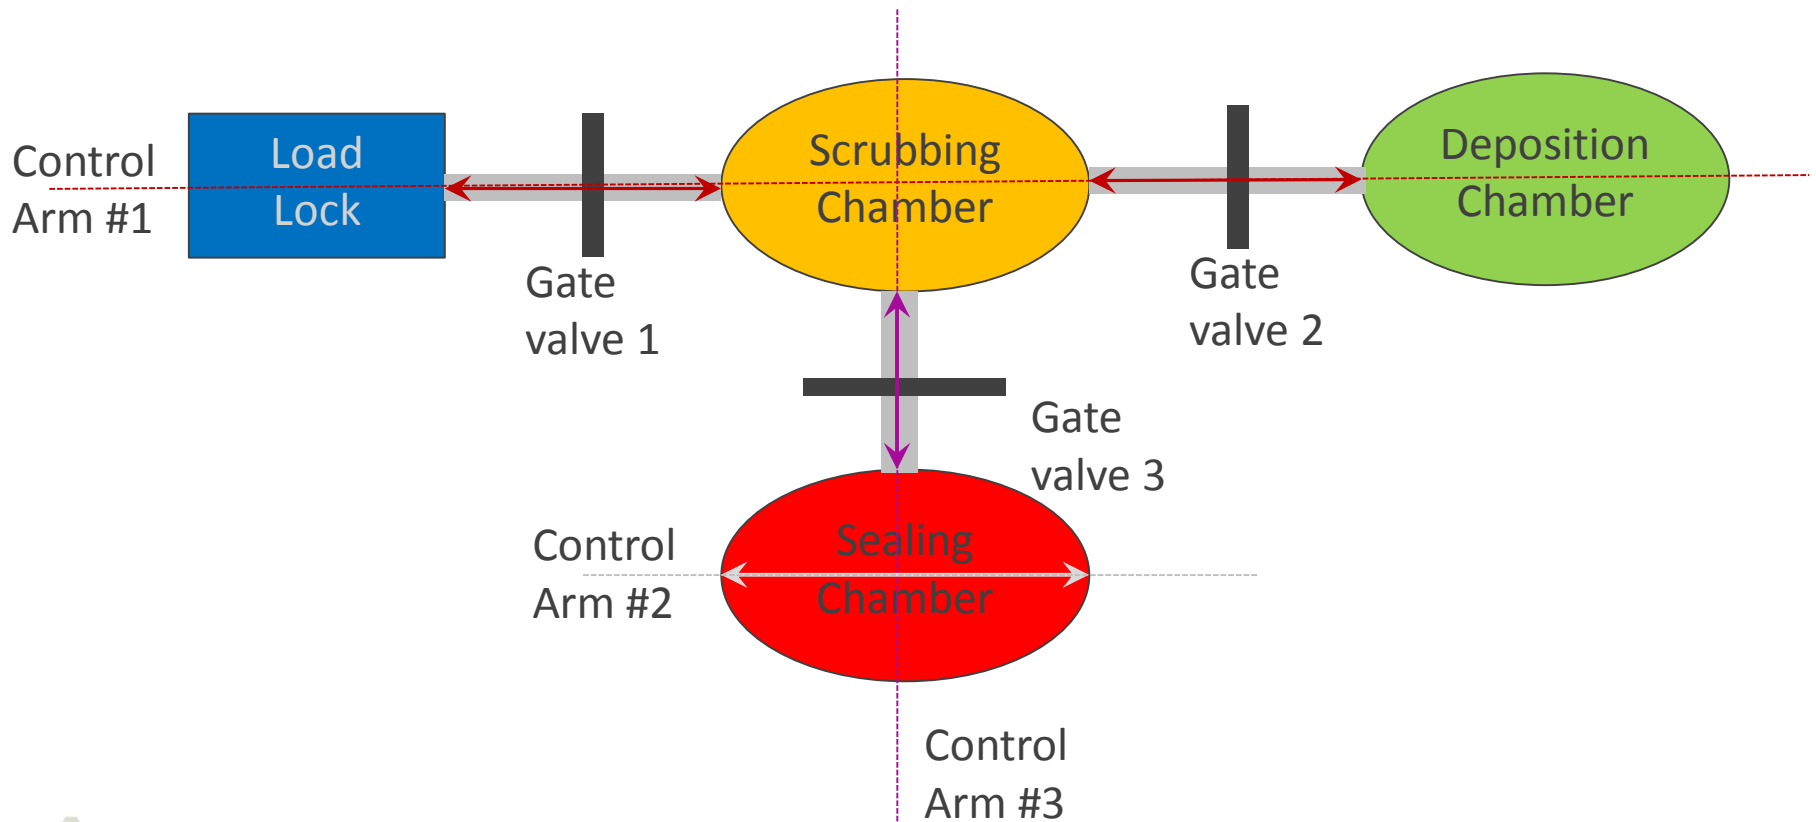 Control
Arm #1
Load
Lock
Gate
valve 1
Scrubbing
Chamber
Gate
valve 2
Deposition
Chamber
Gate
valve 3
Control
Arm #2
Sealing
Chamber
Control
Arm #3